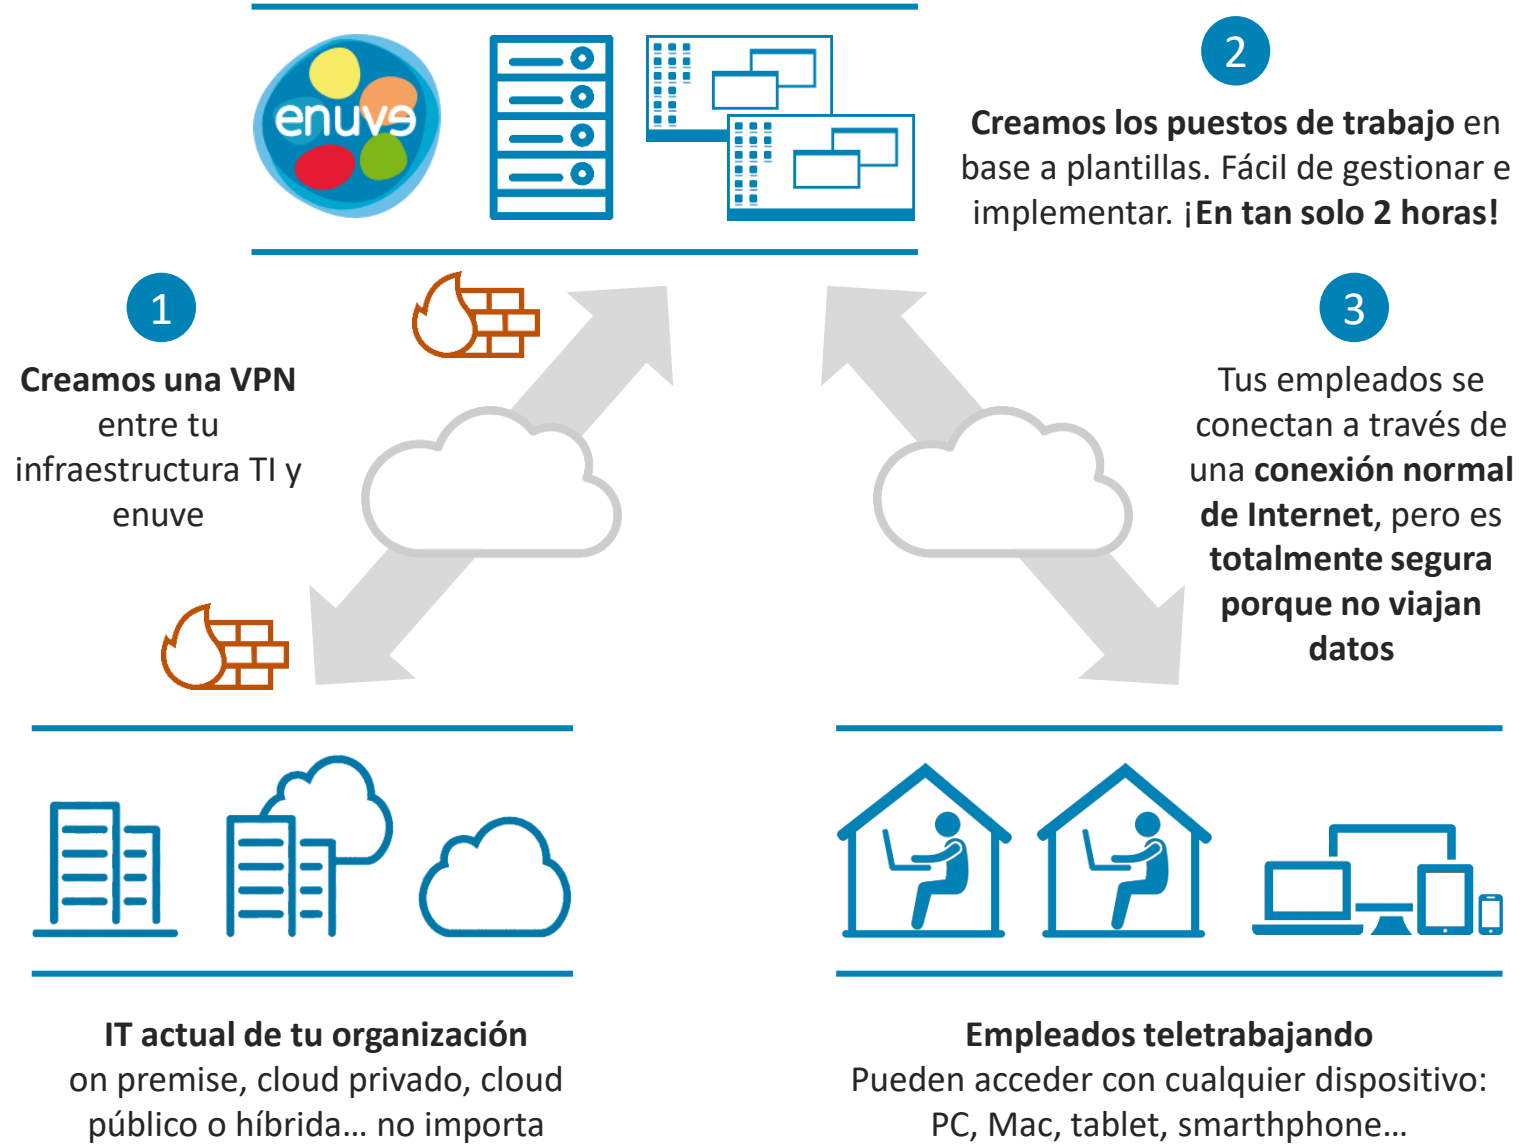 enuve
2
Creamos los puestos de trabajo en
base a plantillas. Fácil de gestionar e
implementar. ¡En tan solo 2 horas!
1
Creamos una VPN
entre tu
infraestructura TI y
enuve
3
Tus empleados se
conectan a través de
una conexión normal
de Internet, pero es
totalmente segura
porque no viajan
datos
IT actual de tu organización
on premise, cloud privado, cloud
público o híbrida... no importa
Empleados teletrabajando
Pueden acceder con cualquier dispositivo:
PC, Mac, tablet, smarthphone...